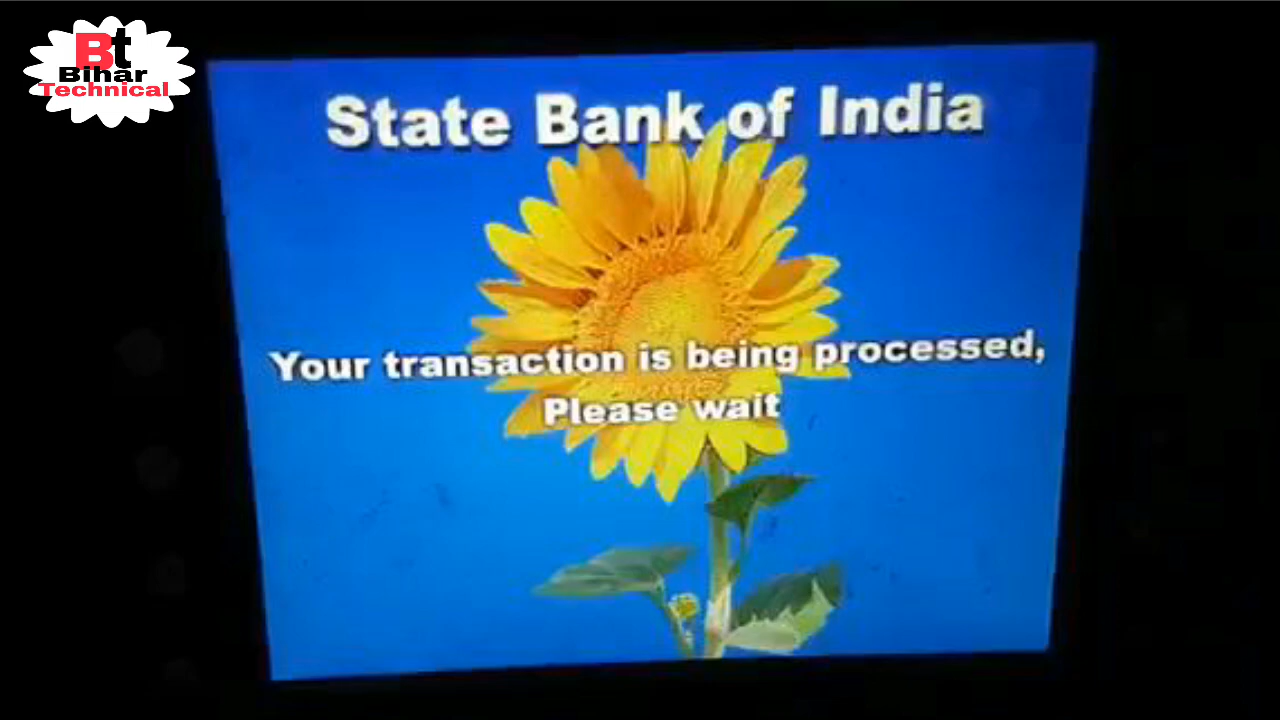 Bt
Bihar
Technical
State Bank of India
Your transaction is being processed,
Please wait